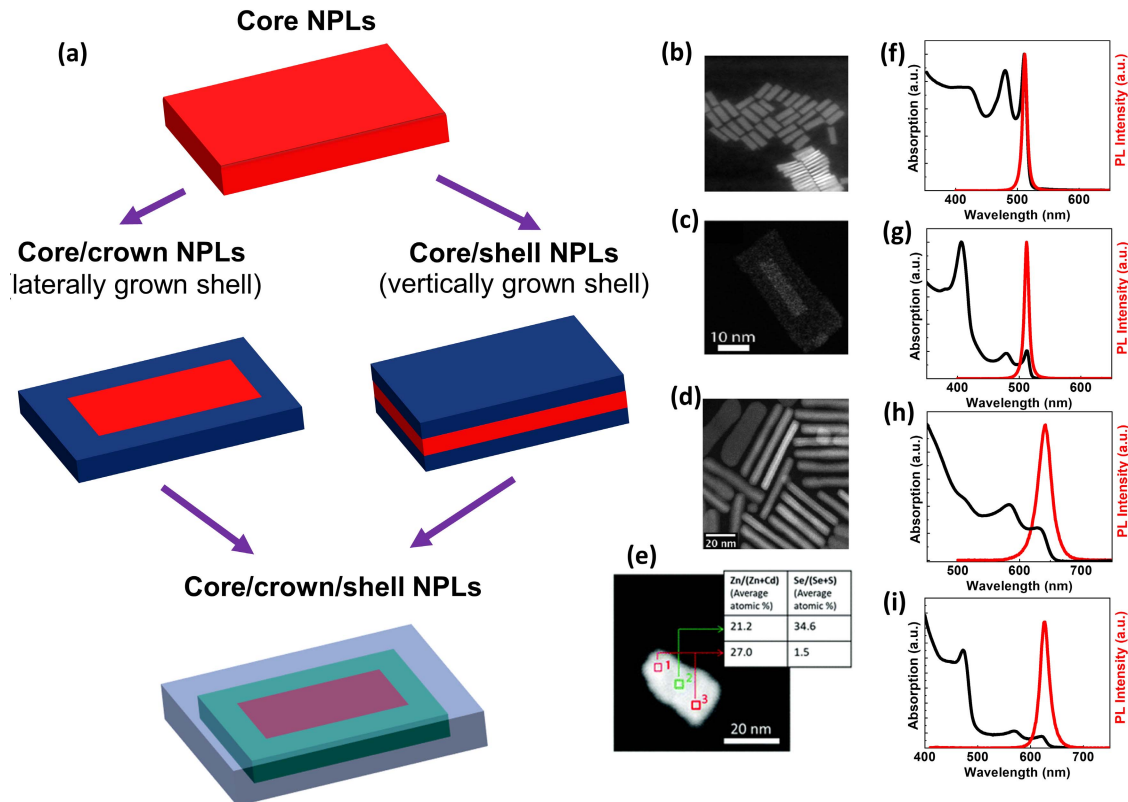 Core NPLs
(a)
Core/crown NPLs
(laterally grown shell)
Core/shell NPLs
(vertically grown shell)
Core/crown/shell NPLs
(b)
(c)
10 nm
(d)
20 nm
(e)
Zn/(Zn+Cd) (Average atomic %)
Se/(Se+S) (Average atomic %)
21.2
34.6
27.0
1.5
1
2
3
20 nm
(f)
Absorption (a.u.)
PL Intensity (a.u.)
400 500 600
Wavelength (nm)
(g)
Absorption (a.u.)
PL Intensity (a.u.)
400 500 600
Wavelength (nm)
(h)
Absorption (a.u.)
PL Intensity (a.u.)
500 600 700
Wavelength (nm)
(i)
Absorption (a.u.)
PL Intensity (a.u.)
400 500 600 700
Wavelength (nm)